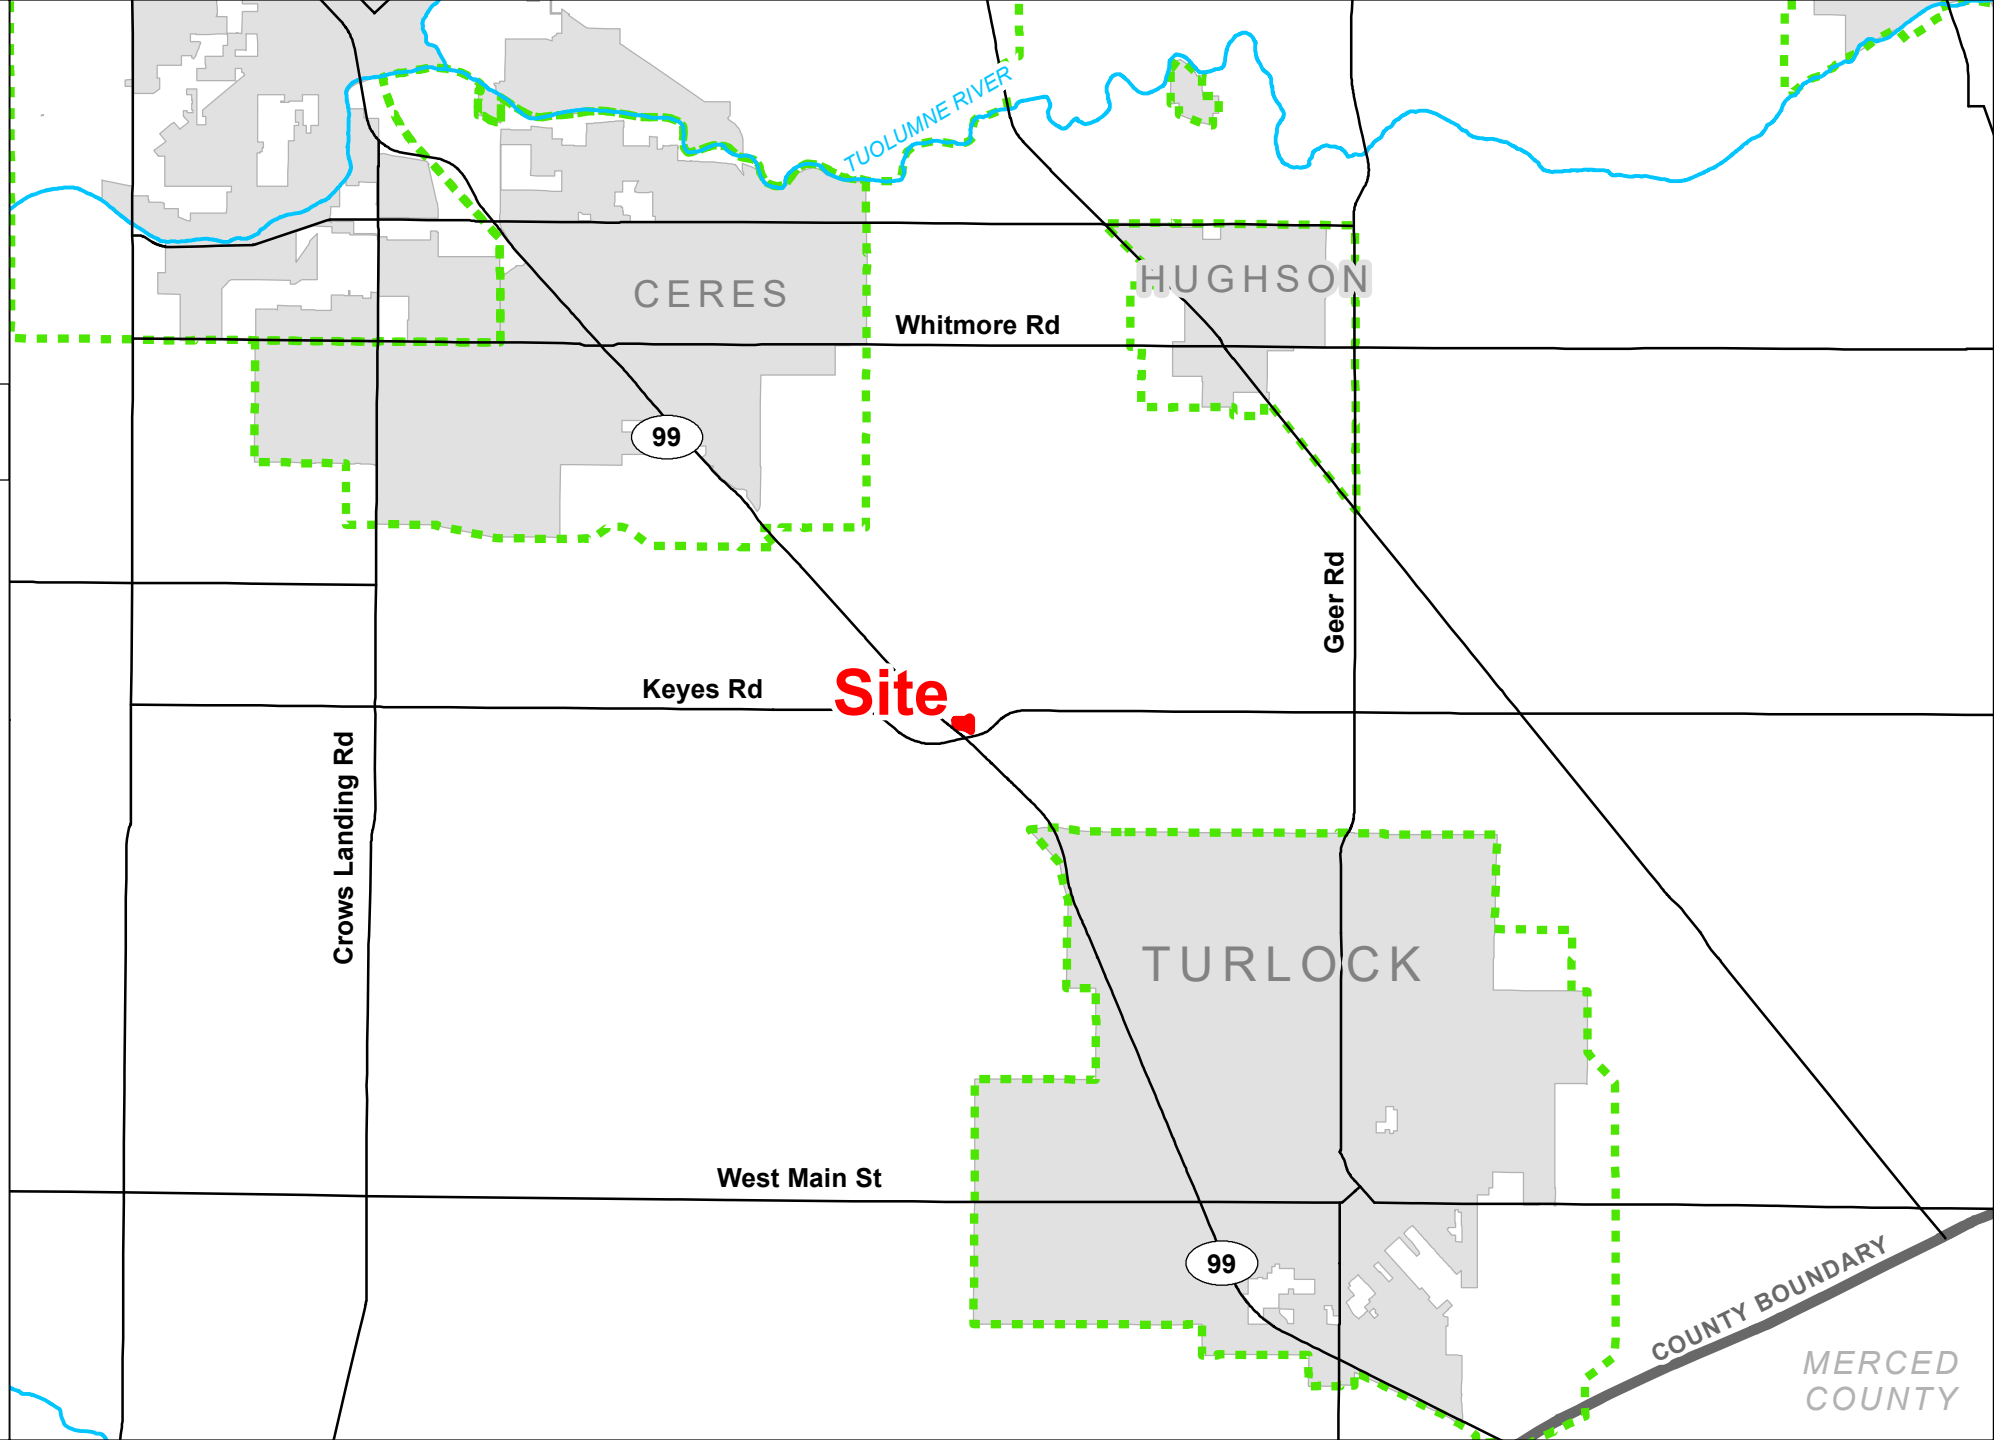 TUOLUMNE RIVER
CERES
HUGHSON
Whitmore Rd
99
Geer Rd
Keyes Rd
Site
Crows Landing Rd
TURLOCK
West Main St
99
COUNTY BOUNDARY
MERCED
COUNTY